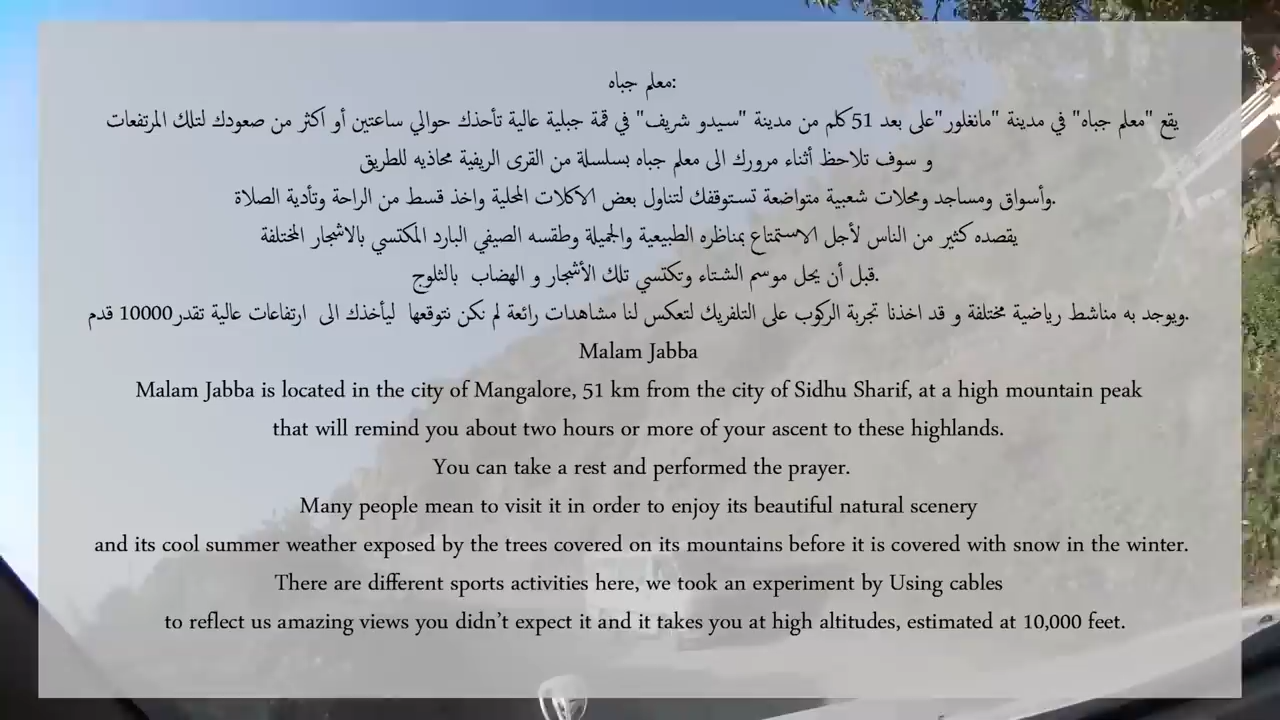 معلم جباه:
يقع "معلم جباه" في مدينة "مانغلور"على بعد 51كلم من مدينة "سيدو شريف" في قمة جبلية عالية تأحذك حوالي ساعتين أو اكثر من صعودك لتلك المرتفعات
و سوف تلاحظ أثناء مرورك الى معلم جباه بسلسلة من القرى الريفية محاذيه للطريق
وأسواق ومساجد ومحلات شعبية متواضعة تستوقفك لتناول بعض الاكلات المحلية واخذ قسط من الراحة وتأدية الصلاة.
يقصده كثير من الناس لأجل الاستمتاع بمناظره الطبيعية والجميلة وطقسه الصيفي البارد المكتسي بالاشجار المختلفة
قبل أن يحل موسم الشتاء وتكتسي تلك الأشجار و الهضاب بالثلوج.
ويوجد به مناشط رياضية مختلفة و قد اخذنا تجربة الركوب على التلفريك لتعكس لنا مشاهدات رائعة لم نكن نتوقعها ليأخذك الى ارتفاعات عالية تقدر10000 قدم.
Malam Jabba
Malam Jabba is located in the city of Mangalore, 51 km from the city of Sidhu Sharif, at a high mountain peak
that will remind you about two hours or more of your ascent to these highlands.
You can take a rest and performed the prayer.
Many people mean to visit it in order to enjoy its beautiful natural scenery
and its cool summer weather exposed by the trees covered on its mountains before it is covered with snow in the winter.
There are different sports activities here, we took an experiment by Using cables
to reflect us amazing views you didn't expect it and it takes you at high altitudes, estimated at 10,000 feet.